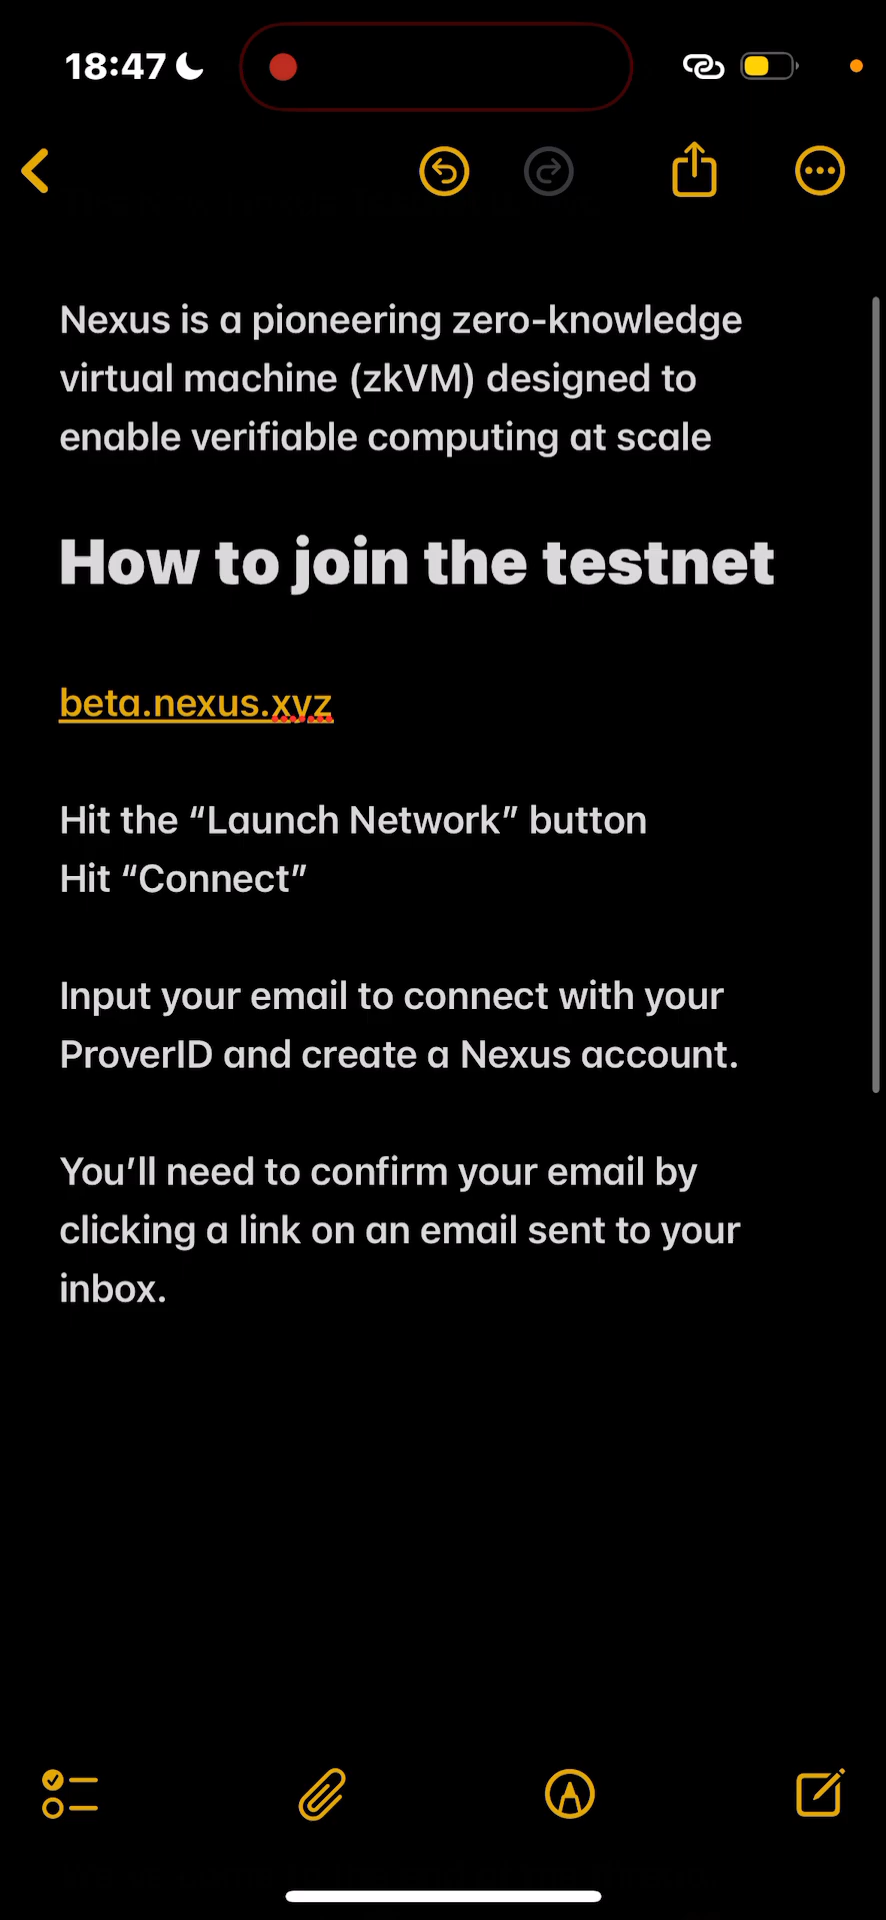 18:47
Nexus is a pioneering zero-knowledge
virtual machine (zkVM) designed to
enable verifiable computing at scale
How to join the testnet
beta.nexus.xyz
Hit the “Launch Network” button
Hit “Connect”
Input your email to connect with your
ProverID and create a Nexus account.
You’ll need to confirm your email by
clicking a link on an email sent to your
inbox.